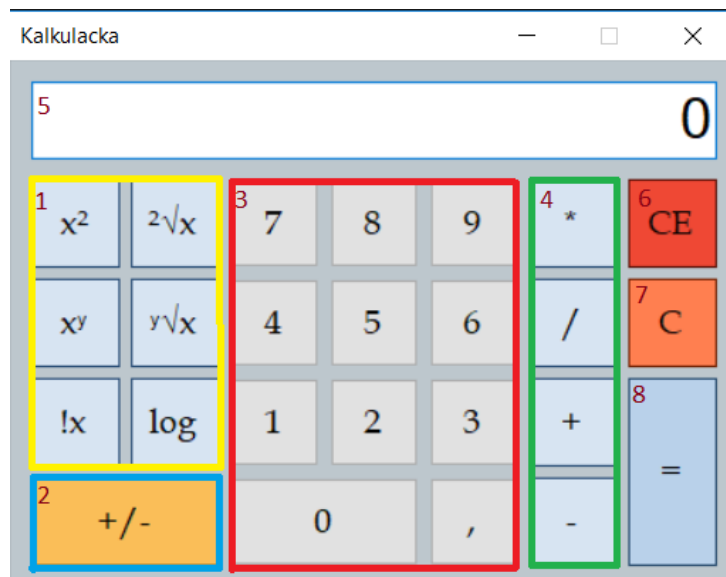 Kalkulacka
5 0
1 x² ²√x 3 7 8 9 4 * 6 CE
xʸ ʸ√x 4 5 6 / 7 C
!x log 1 2 3 + 8 =
2 +/- 0 , -